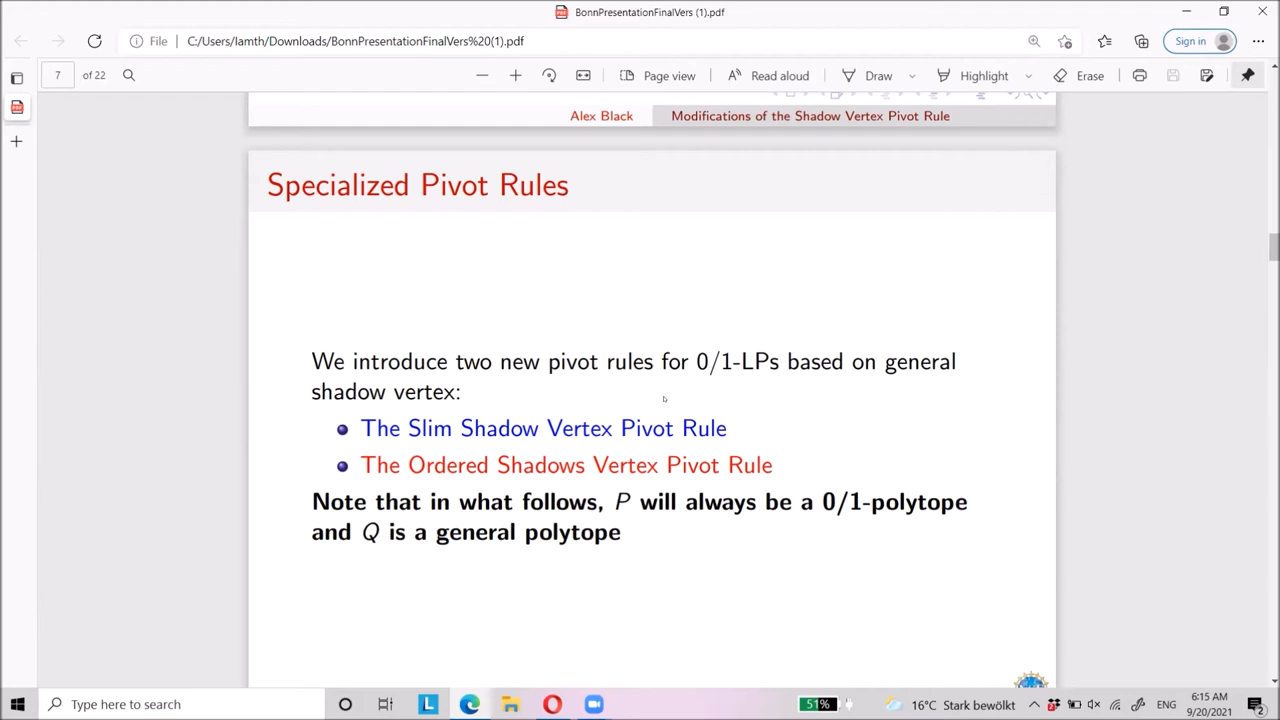 BonnPresentationFinalVers (1).pdf
File
C:/Users/Iamth/Downloads/BonnPresentationFinalVers%20(1).pdf
Sign in
7 of 22
Page view
Read aloud
Draw
Highlight
Erase
Alex Black
Modifications of the Shadow Vertex Pivot Rule
Specialized Pivot Rules
We introduce two new pivot rules for 0/1-LPs based on general
shadow vertex:
The Slim Shadow Vertex Pivot Rule
The Ordered Shadows Vertex Pivot Rule
Note that in what follows, P will always be a 0/1-polytope
and Q is a general polytope
Type here to search
L
51%
16°C Stark bewölkt
ENG
6:15 AM
9/20/2021
2